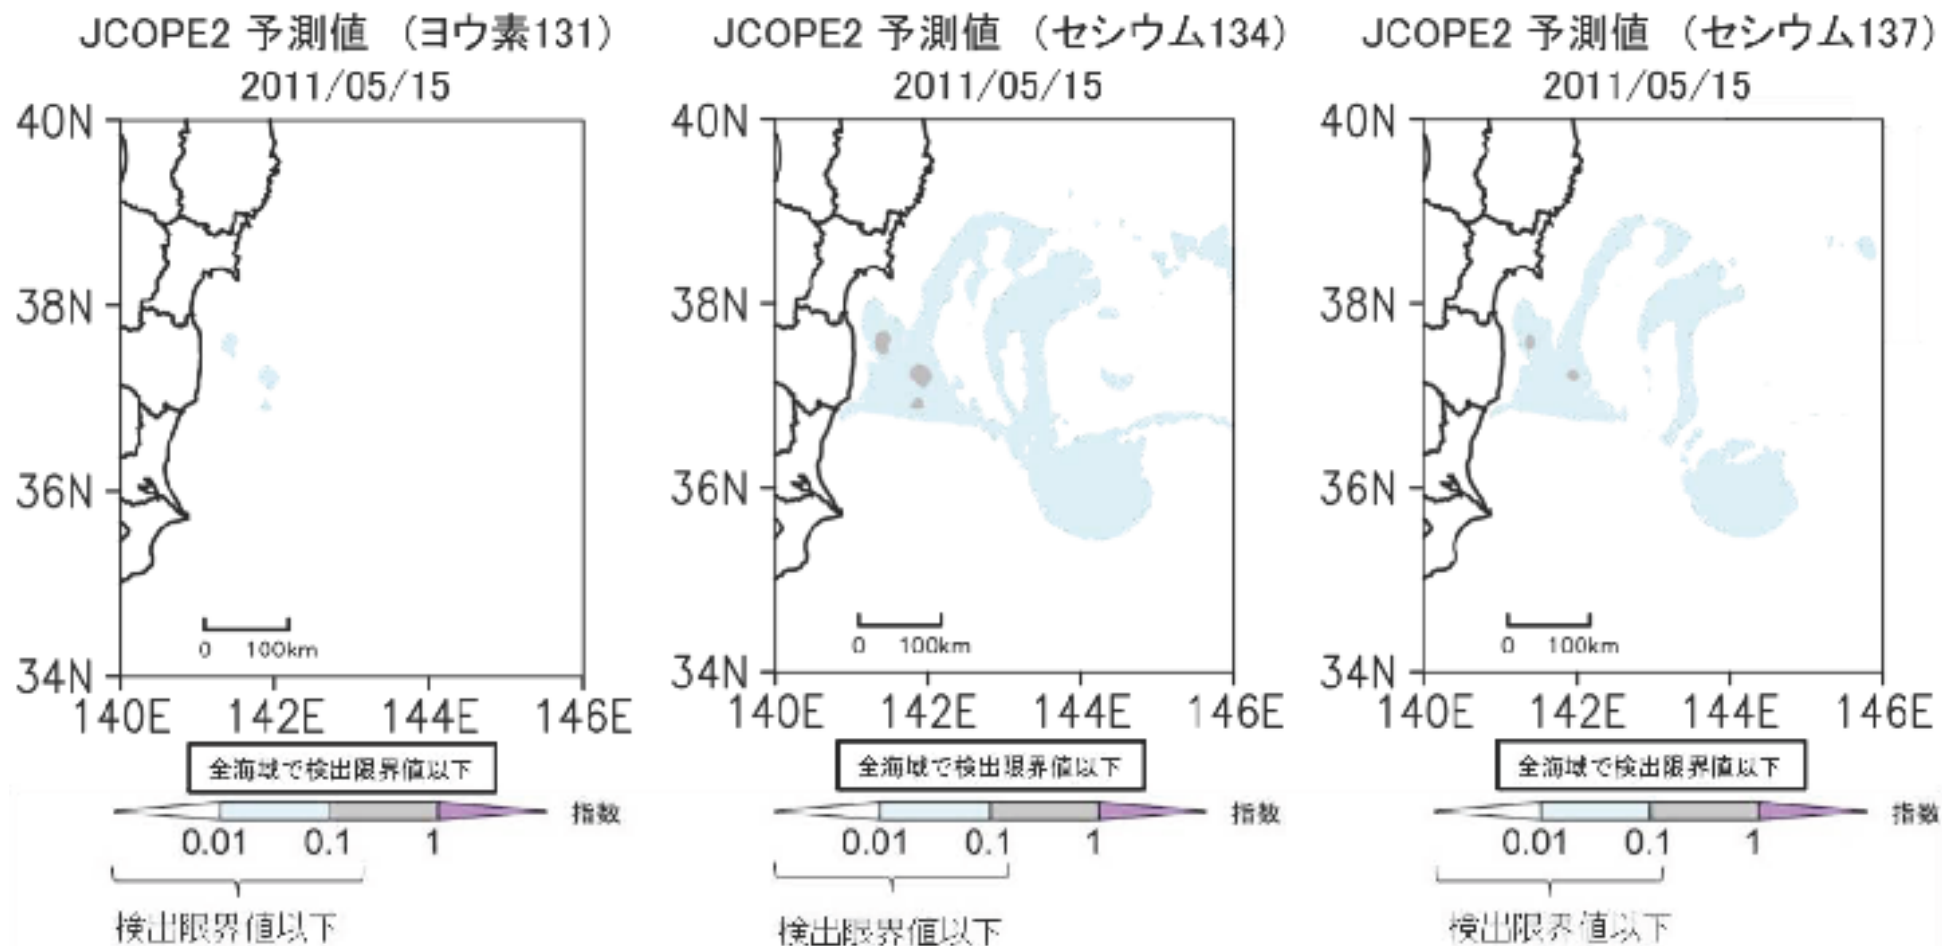 JCOPE2 予測値 （ヨウ素131）
2011/05/15
40N
38N
36N
34N
0 100km
140E 142E 144E 146E
全海域で検出限界値以下
指数
0.01 0.1 1
検出限界値以下
JCOPE2 予測値 （セシウム134）
2011/05/15
40N
38N
36N
34N
0 100km
140E 142E 144E 146E
全海域で検出限界値以下
指数
0.01 0.1 1
検出限界値以下
JCOPE2 予測値 （セシウム137）
2011/05/15
40N
38N
36N
34N
0 100km
140E 142E 144E 146E
全海域で検出限界値以下
指数
0.01 0.1 1
検出限界値以下